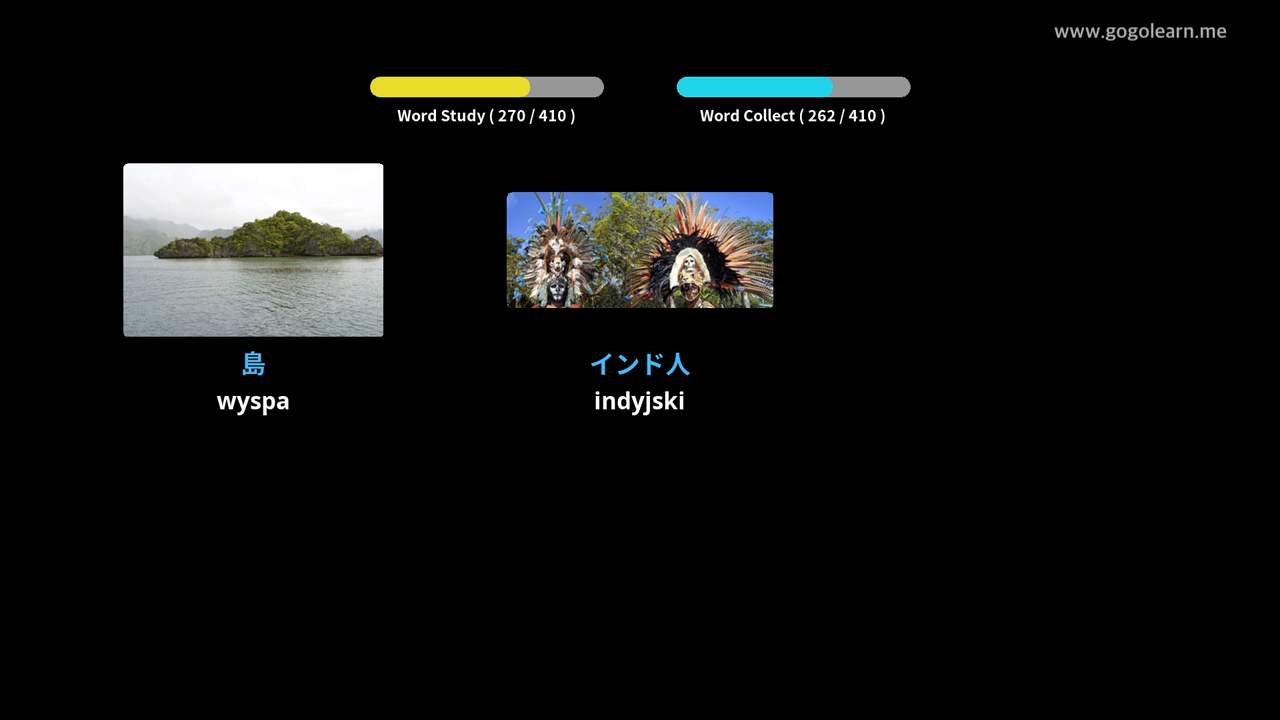 www.gogolearn.me
Word Study ( 270 / 410 )
Word Collect ( 262 / 410 )
島
wyspa
インド人
indyjski